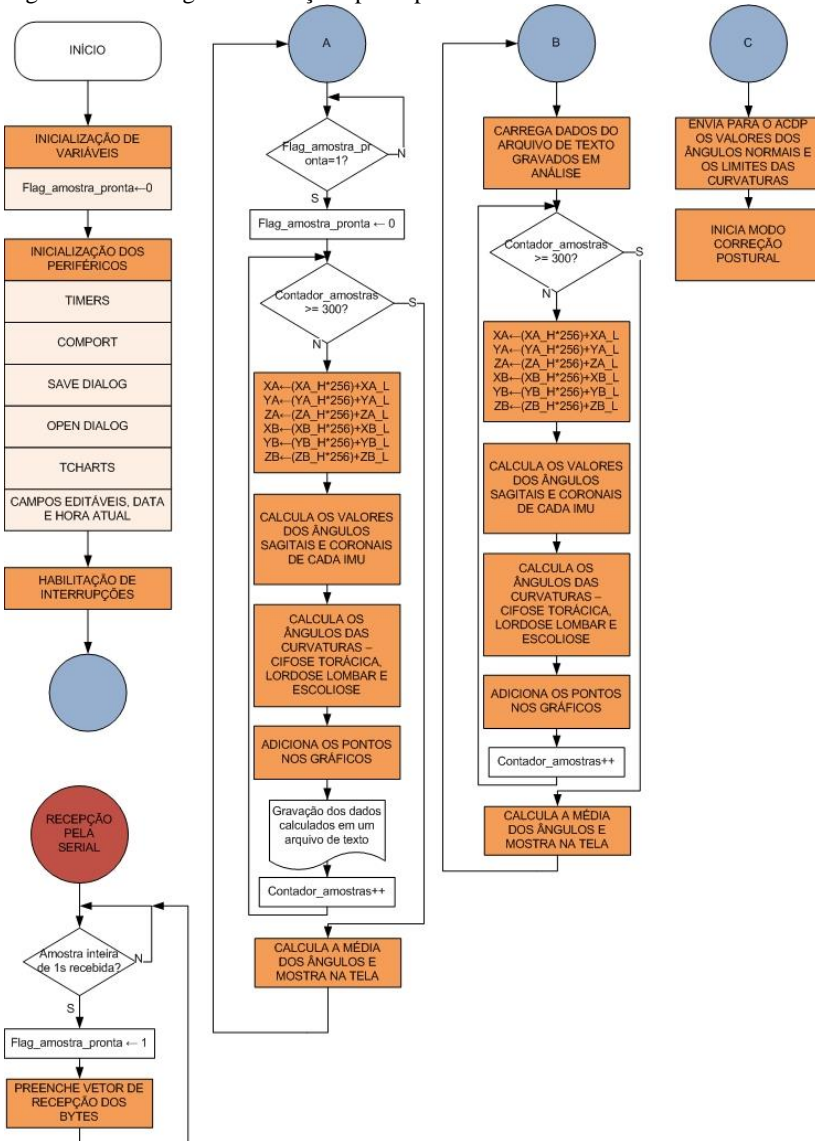 INÍCIO
INICIALIZAÇÃO DE
VARIÁVEIS
Flag_amostra_pronta←0
INICIALIZAÇÃO DOS
PERIFÉRICOS
TIMERS
COMPORT
SAVE DIALOG
OPEN DIALOG
TCHARTS
CAMPOS EDITÁVEIS, DATA
E HORA ATUAL
HABILITAÇÃO DE
INTERRUPÇÕES
RECEPÇÃO
PELA
SERIAL
Amostra inteira
de 1s recebida?
N
S
Flag_amostra_pronta ← 1
PREENCHE VETOR DE
RECEPÇÃO DOS
BYTES
A
Flag_amostra_pr
onta=1?
N
S
Flag_amostra_pronta ← 0
Contador_amostras
>= 300?
S
N
XA←(XA_H*256)+XA_L
YA←(YA_H*256)+YA_L
ZA←(ZA_H*256)+ZA_L
XB←(XB_H*256)+XB_L
YB←(YB_H*256)+YB_L
ZB←(ZB_H*256)+ZB_L
CALCULA OS VALORES
DOS ÂNGULOS
SAGITAIS E CORONAIS
DE CADA IMU
CALCULA OS
ÂNGULOS DAS
CURVATURAS –
CIFOSE TORÁCICA,
LORDOSE LOMBAR E
ESCOLIOSE
ADICIONA OS PONTOS
NOS GRÁFICOS
Gravação dos dados
calculados em um
arquivo de texto
Contador_amostras++
CALCULA A MÉDIA
DOS ÂNGULOS E
MOSTRA NA TELA
B
CARREGA DADOS DO
ARQUIVO DE TEXTO
GRAVADOS EM
ANÁLISE
Contador_amostras
>= 300?
S
N
XA←(XA_H*256)+XA_L
YA←(YA_H*256)+YA_L
ZA←(ZA_H*256)+ZA_L
XB←(XB_H*256)+XB_L
YB←(YB_H*256)+YB_L
ZB←(ZB_H*256)+ZB_L
CALCULA OS VALORES
DOS ÂNGULOS
SAGITAIS E CORONAIS
DE CADA IMU
CALCULA OS
ÂNGULOS DAS
CURVATURAS –
CIFOSE TORÁCICA,
LORDOSE LOMBAR E
ESCOLIOSE
ADICIONA OS PONTOS
NOS GRÁFICOS
Contador_amostras++
CALCULA A MÉDIA
DOS ÂNGULOS E
MOSTRA NA TELA
C
ENVIA PARA O ACDP
OS VALORES DOS
ÂNGULOS NORMAIS E
OS LIMITES DAS
CURVATURAS
INICIA MODO
CORREÇÃO
POSTURAL